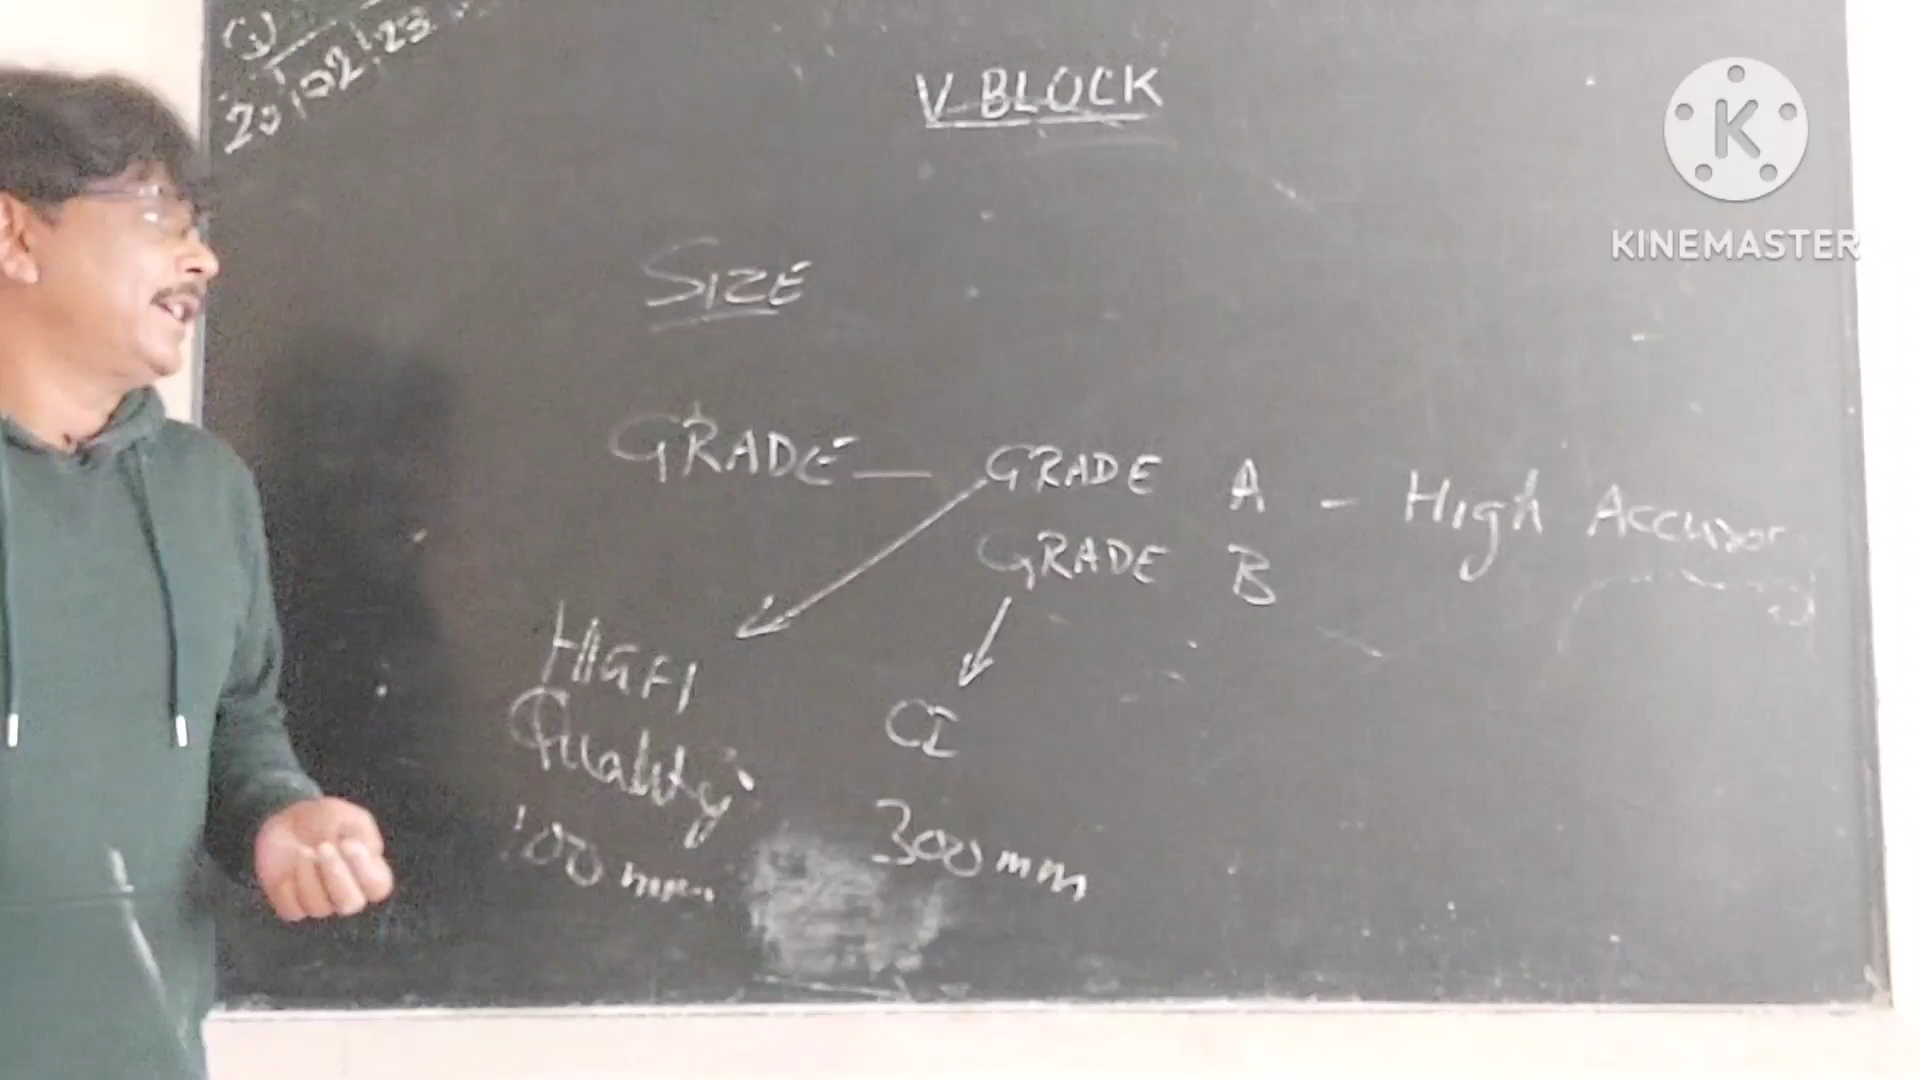 20/02/23
V-BLOCK
K
KINEMASTER
SIZE
GRADE — GRADE A - High Accuracy
GRADE B
HIGH
Quality
CI
100 mm
300 mm